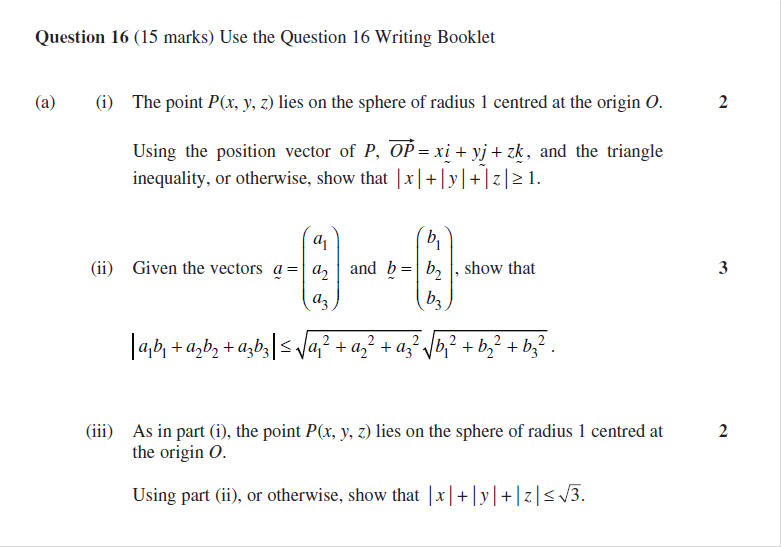 Question 16 (15 marks) Use the Question 16 Writing Booklet
(a) (i) The point P(x, y, z) lies on the sphere of radius 1 centred at the origin O. 2
Using the position vector of P, $\overrightarrow{OP} = x\underset{\sim}{i} + y\underset{\sim}{j} + z\underset{\sim}{k}$, and the triangle
inequality, or otherwise, show that |x| + |y| + |z| ≥ 1.
(ii) Given the vectors $\underset{\sim}{a} = \begin{pmatrix} a_1 \\ a_2 \\ a_3 \end{pmatrix}$ and $\underset{\sim}{b} = \begin{pmatrix} b_1 \\ b_2 \\ b_3 \end{pmatrix}$, show that 3
$|a_1b_1 + a_2b_2 + a_3b_3| \le \sqrt{a_1^2 + a_2^2 + a_3^2}\sqrt{b_1^2 + b_2^2 + b_3^2}$.
(iii) As in part (i), the point P(x, y, z) lies on the sphere of radius 1 centred at 2
the origin O.
Using part (ii), or otherwise, show that |x| + |y| + |z| ≤ √3.